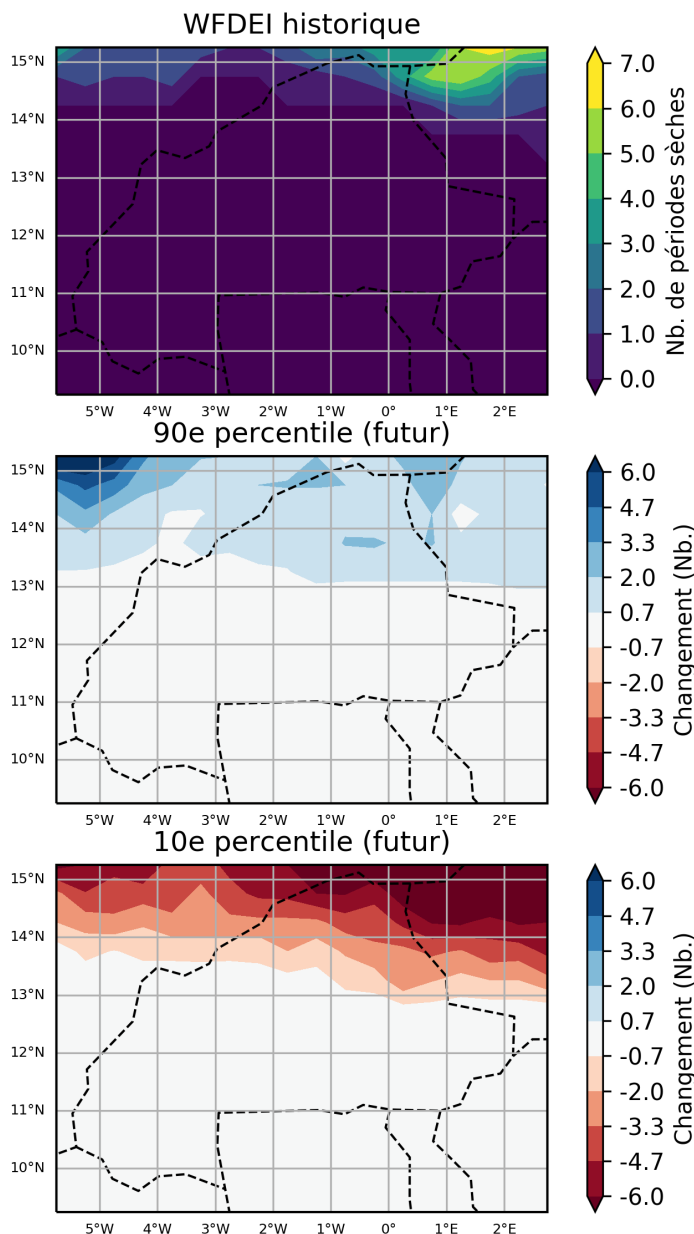 WFDEI historique
15°N
14°N
13°N
12°N
11°N
10°N
5°W 4°W 3°W 2°W 1°W 0° 1°E 2°E
7.0
6.0
5.0
4.0
3.0
2.0
1.0
0.0
Nb. de périodes sèches
90e percentile (futur)
15°N
14°N
13°N
12°N
11°N
10°N
5°W 4°W 3°W 2°W 1°W 0° 1°E 2°E
6.0
4.7
3.3
2.0
0.7
-0.7
-2.0
-3.3
-4.7
-6.0
Changement (Nb.)
10e percentile (futur)
15°N
14°N
13°N
12°N
11°N
10°N
5°W 4°W 3°W 2°W 1°W 0° 1°E 2°E
6.0
4.7
3.3
2.0
0.7
-0.7
-2.0
-3.3
-4.7
-6.0
Changement (Nb.)